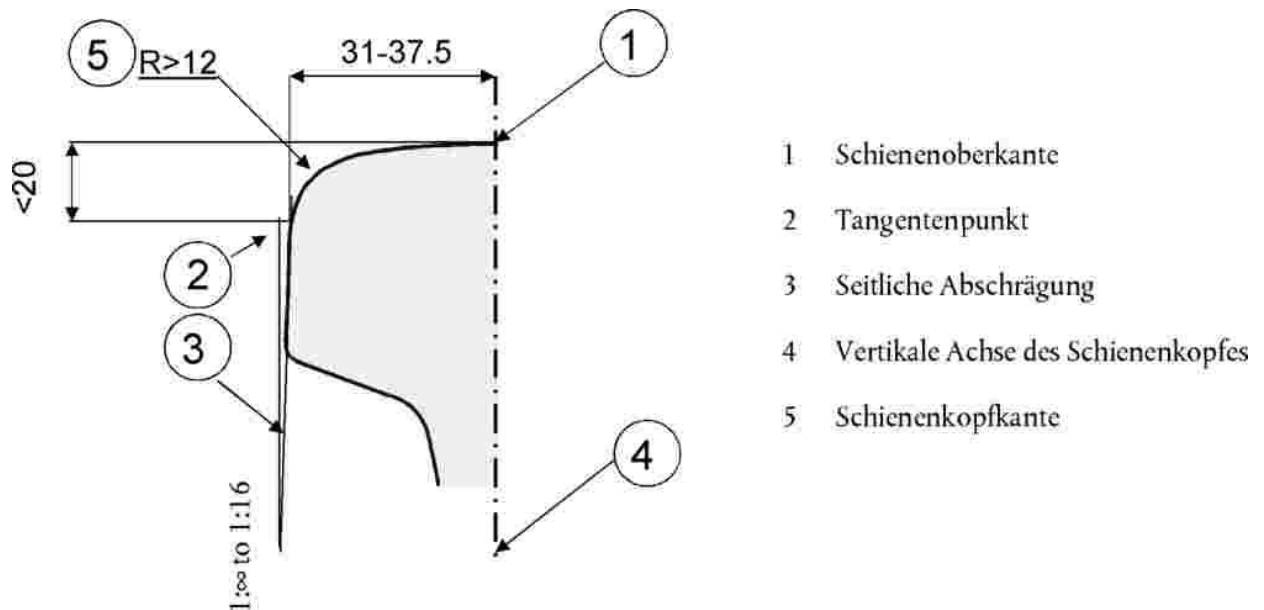 5 R>12
31-37.5
1
<20
2
3
4
1:∞ to 1:16
1 Schienenoberkante
2 Tangentenpunkt
3 Seitliche Abschrägung
4 Vertikale Achse des Schienenkopfes
5 Schienenkopfkante